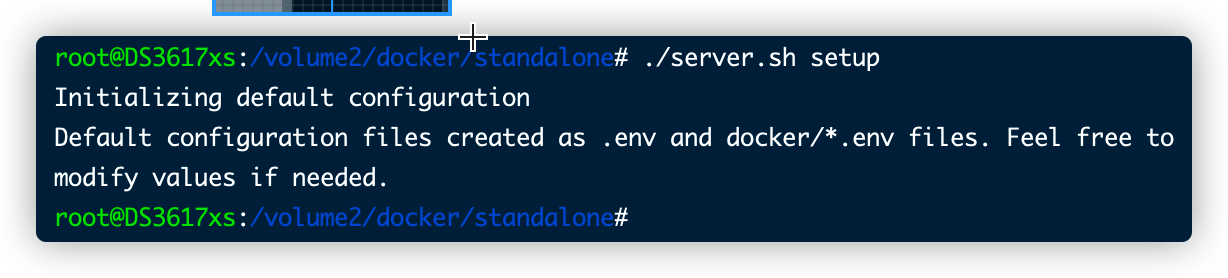 root@DS3617xs:/volume2/docker/standalone# ./server.sh setup
Initializing default configuration
Default configuration files created as .env and docker/*.env files. Feel free to
modify values if needed.
root@DS3617xs:/volume2/docker/standalone#